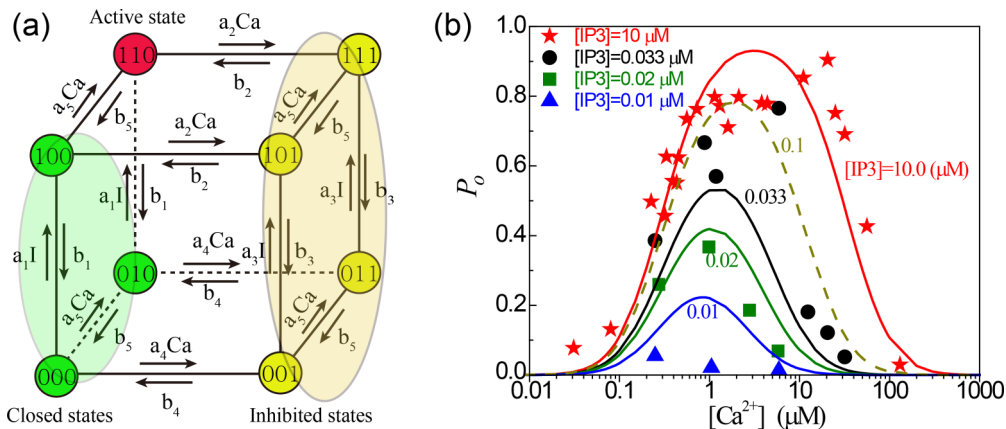 (a)
Active state
110
a₂Ca
b₂
111
a₅Ca
b₅
a₅Ca
b₅
100
a₂Ca
b₂
101
a₁I
b₁
a₃I
b₃
a₁I
b₁
a₃I
b₃
010
a₄Ca
b₄
011
a₅Ca
b₅
a₅Ca
b₅
000
a₄Ca
b₄
001
Closed states
Inhibited states
(b)
1.0
0.8
0.6
0.4
0.2
0.0
Pₒ
[IP3]=10 μM
[IP3]=0.033 μM
[IP3]=0.02 μM
[IP3]=0.01 μM
0.1
[IP3]=10.0 (μM)
0.033
0.02
0.01
0.01
0.1
1
10
100
1000
[Ca²⁺] (μM)